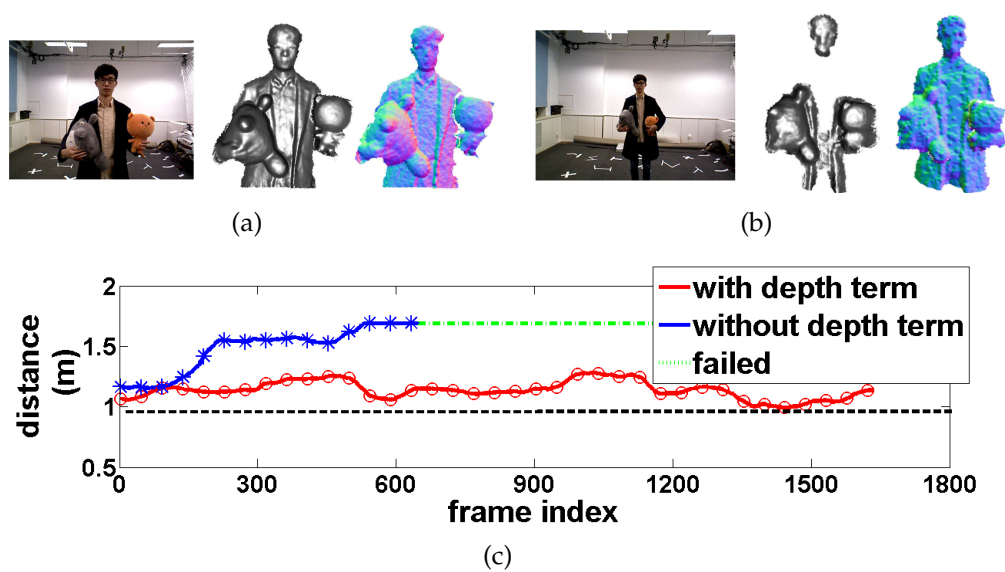 (a)
(b)
2
1.5
1
0.5
distance
(m)
with depth term
without depth term
failed
0
300
600
900
1200
1500
1800
frame index
(c)